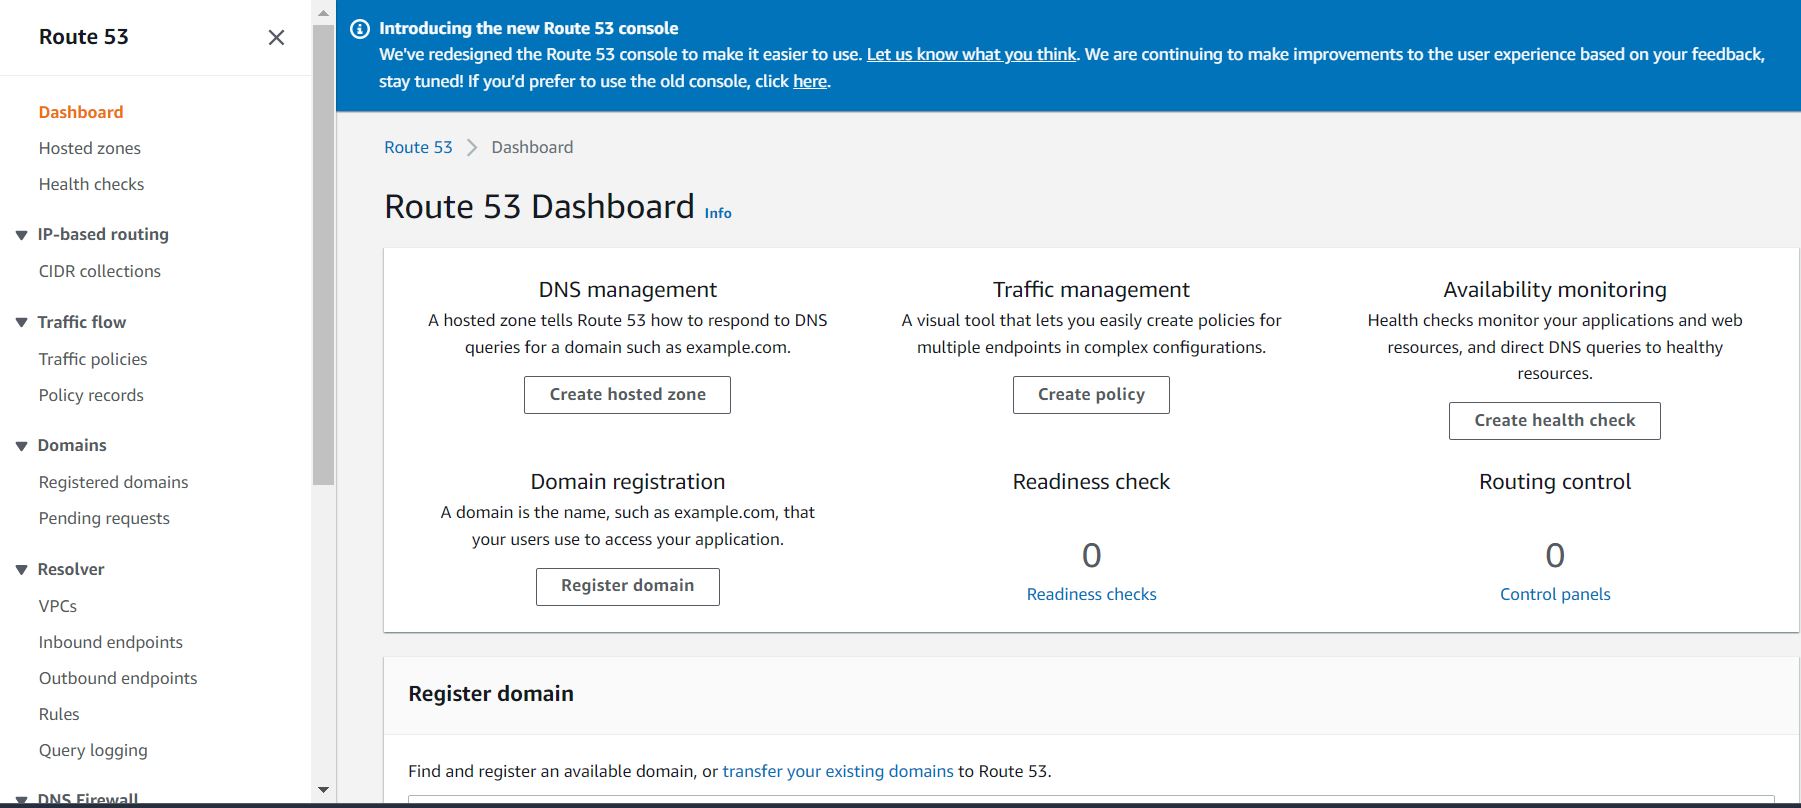 Route 53
Dashboard
Hosted zones
Health checks
IP-based routing
CIDR collections
Traffic flow
Traffic policies
Policy records
Domains
Registered domains
Pending requests
Resolver
VPCs
Inbound endpoints
Outbound endpoints
Rules
Query logging
DNS Firewall
Introducing the new Route 53 console
We've redesigned the Route 53 console to make it easier to use. Let us know what you think. We are continuing to make improvements to the user experience based on your feedback,
stay tuned! If you’d prefer to use the old console, click here.
Route 53 Dashboard
Route 53 Dashboard Info
DNS management
A hosted zone tells Route 53 how to respond to DNS
queries for a domain such as example.com.
Create hosted zone
Traffic management
A visual tool that lets you easily create policies for
multiple endpoints in complex configurations.
Create policy
Availability monitoring
Health checks monitor your applications and web
resources, and direct DNS queries to healthy
resources.
Create health check
Domain registration
A domain is the name, such as example.com, that
your users use to access your application.
Register domain
Readiness check
0
Readiness checks
Routing control
0
Control panels
Register domain
Find and register an available domain, or transfer your existing domains to Route 53.